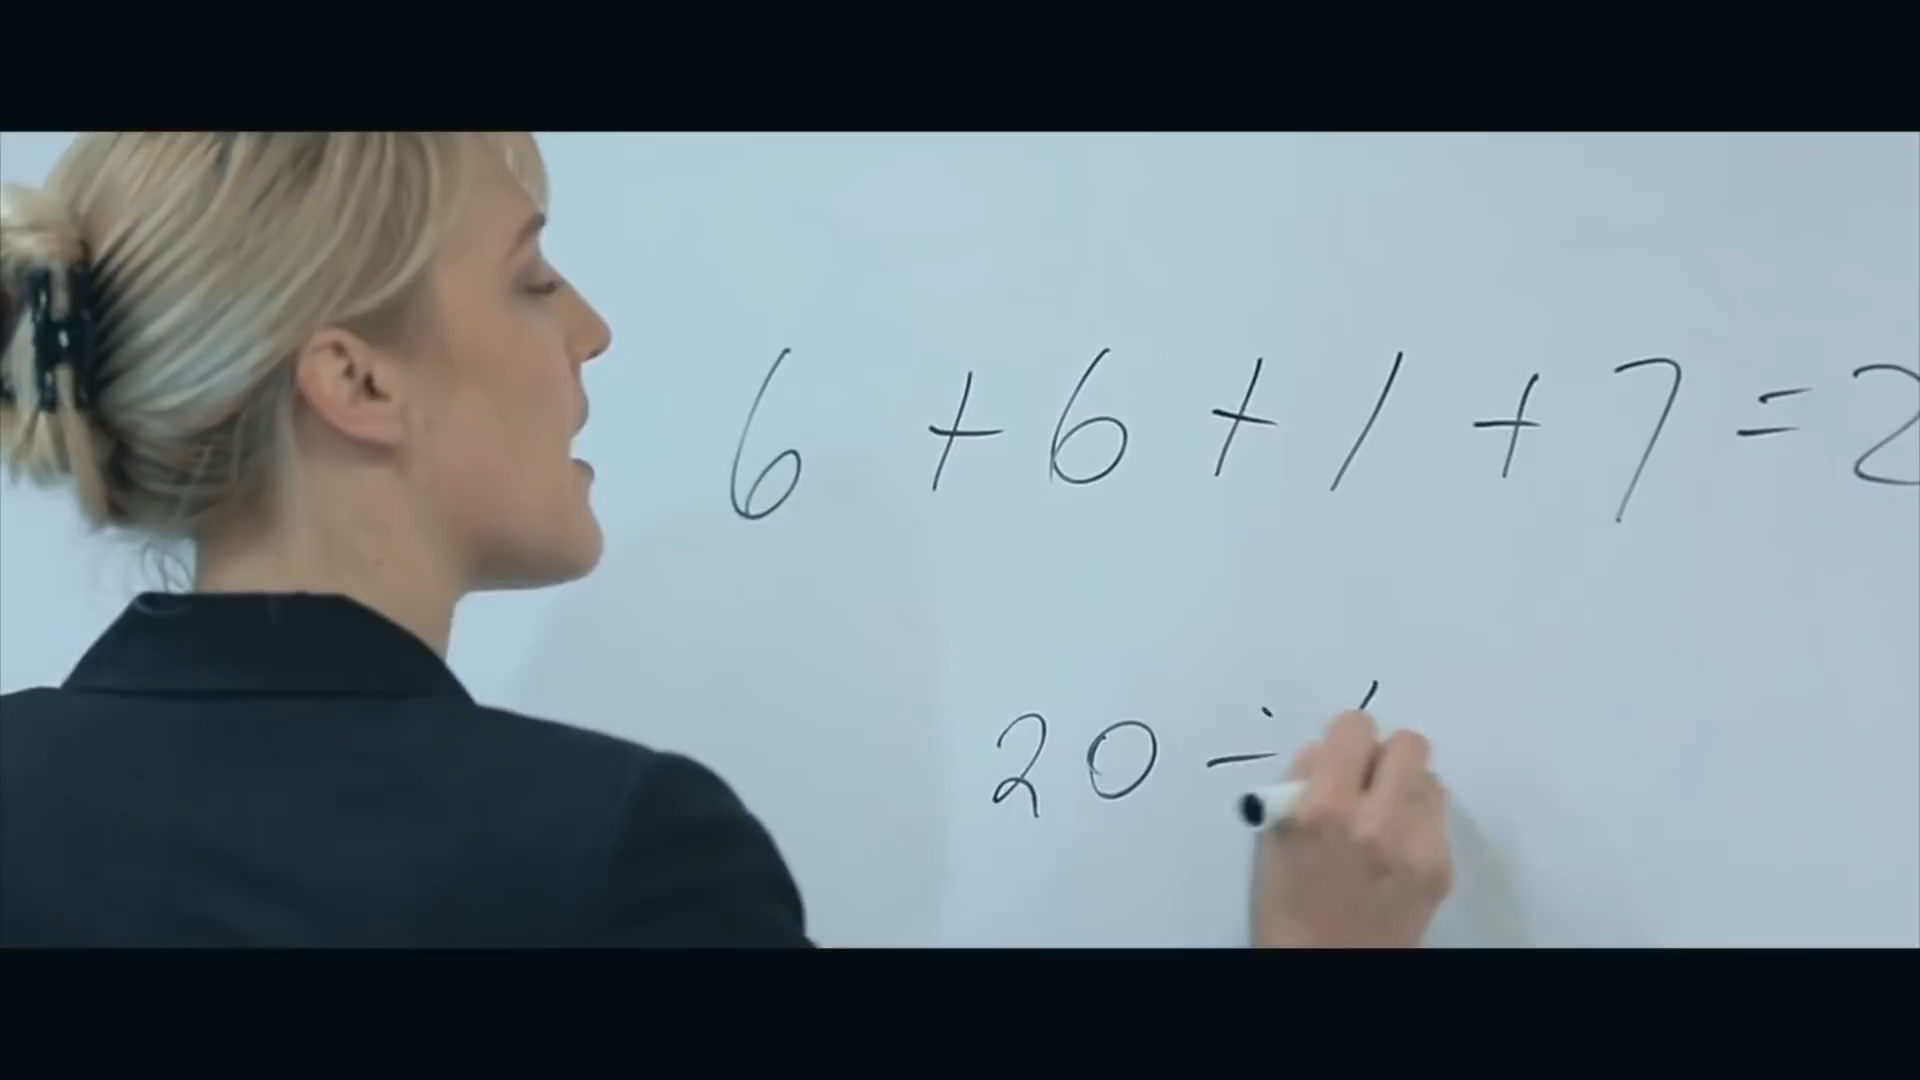 6 + 6 + 1 + 7 = 2
20 ÷